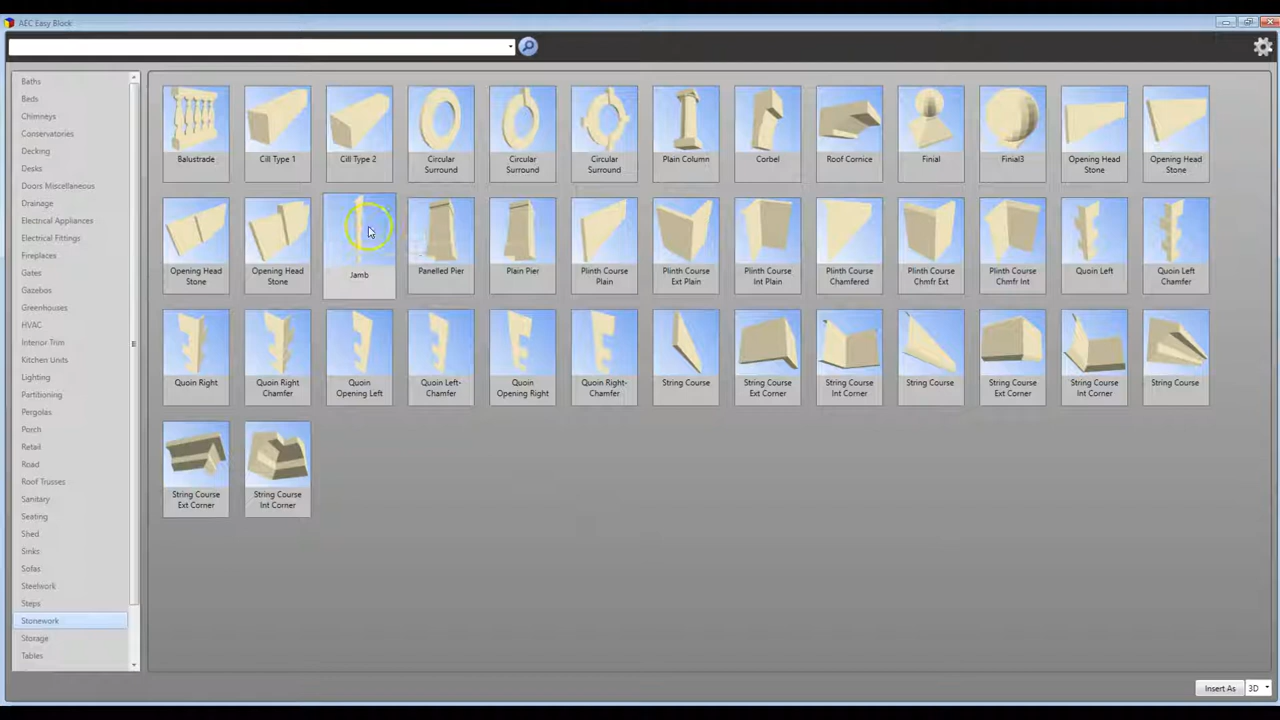 AEC Easy Block
Baths
Beds
Chimneys
Conservatories
Decking
Desks
Doors Miscellaneous
Drainage
Electrical Appliances
Electrical Fittings
Fireplaces
Gates
Gazebos
Greenhouses
HVAC
Interior Trim
Kitchen Units
Lighting
Partitioning
Pergolas
Porch
Retail
Road
Roof Trusses
Sanitary
Seating
Shed
Sinks
Sofas
Steelwork
Steps
Stonework
Storage
Tables
Balustrade
Cill Type 1
Cill Type 2
Circular
Surround
Circular
Surround
Circular
Surround
Plain Column
Corbel
Roof Cornice
Finial
Finial3
Opening Head
Stone
Opening Head
Stone
Opening Head
Stone
Opening Head
Stone
Jamb
Panelled Pier
Plain Pier
Plinth Course
Plain
Plinth Course
Ext Plain
Plinth Course
Int Plain
Plinth Course
Chamfered
Plinth Course
Chmfr Ext
Plinth Course
Chmfr Int
Quoin Left
Quoin Left
Chamfer
Quoin Right
Quoin Right
Chamfer
Quoin
Opening Left
Quoin Left-
Chamfer
Quoin
Opening Right
Quoin Right-
Chamfer
String Course
String Course
Ext Corner
String Course
Int Corner
String Course
String Course
Ext Corner
String Course
Int Corner
String Course
String Course
Ext Corner
String Course
Int Corner
Insert As 3D